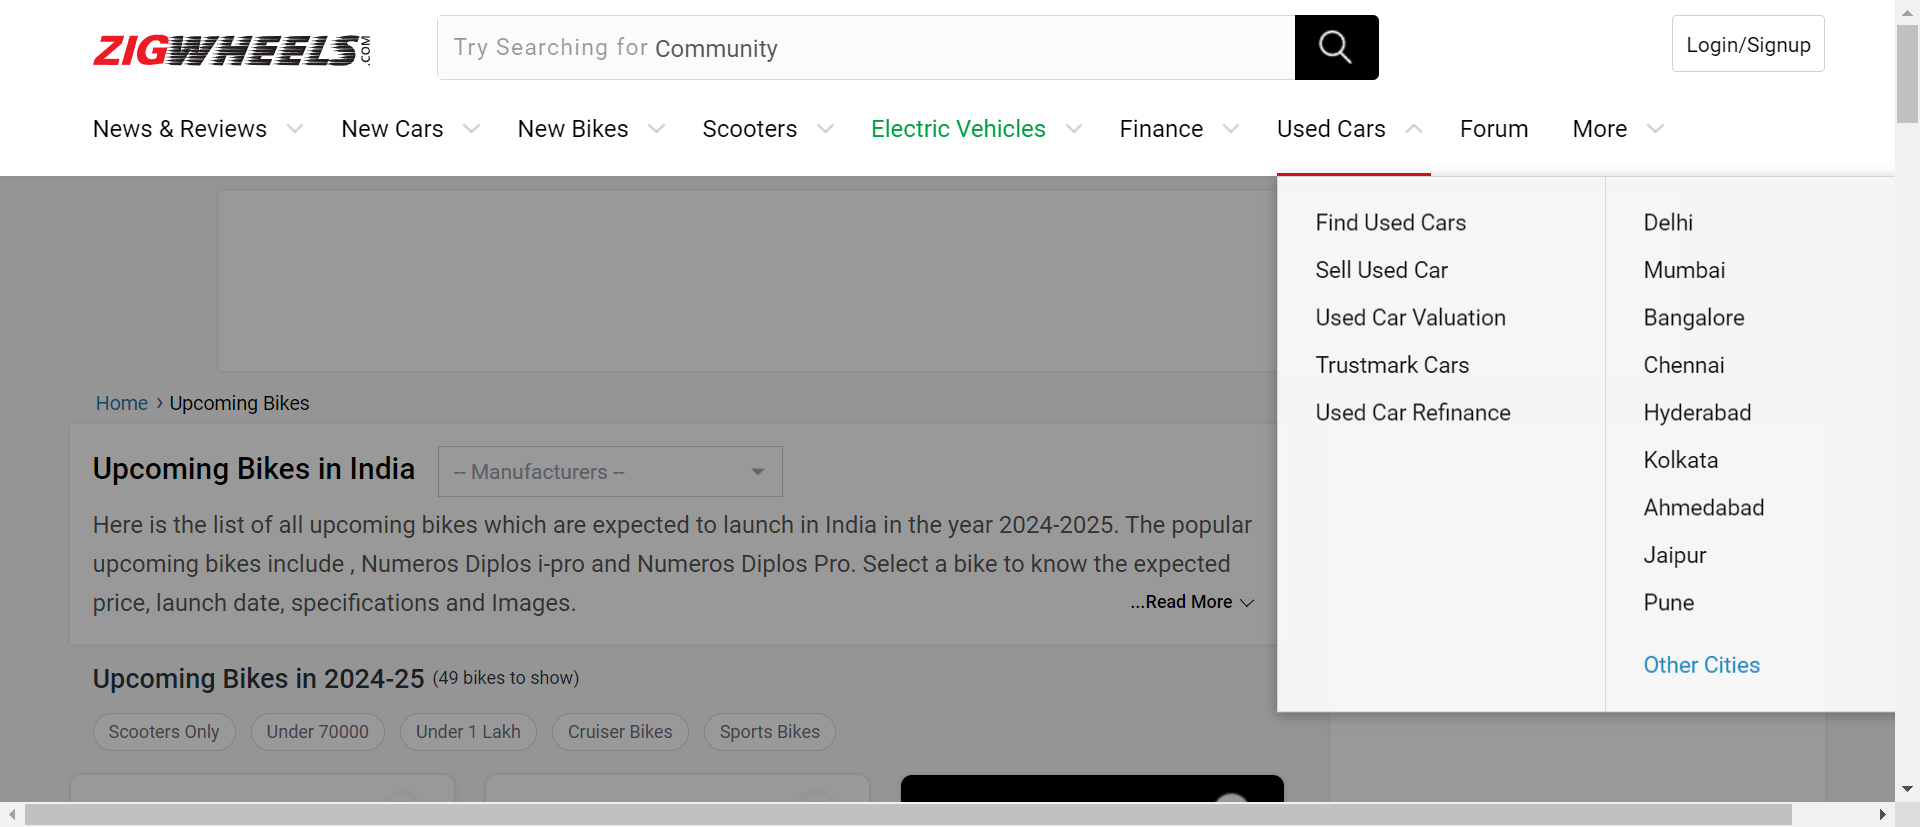 ZIGWHEELS.COM
Try Searching for Community
Login/Signup
News & Reviews
New Cars
New Bikes
Scooters
Electric Vehicles
Finance
Used Cars
Forum
More
Find Used Cars
Sell Used Car
Used Car Valuation
Trustmark Cars
Used Car Refinance
Delhi
Mumbai
Bangalore
Chennai
Hyderabad
Kolkata
Ahmedabad
Jaipur
Pune
Other Cities
Home › Upcoming Bikes
Upcoming Bikes in India
-- Manufacturers --
Here is the list of all upcoming bikes which are expected to launch in India in the year 2024-2025. The popular
upcoming bikes include , Numeros Diplos i-pro and Numeros Diplos Pro. Select a bike to know the expected
price, launch date, specifications and Images.
...Read More
Upcoming Bikes in 2024-25 (49 bikes to show)
Scooters Only
Under 70000
Under 1 Lakh
Cruiser Bikes
Sports Bikes